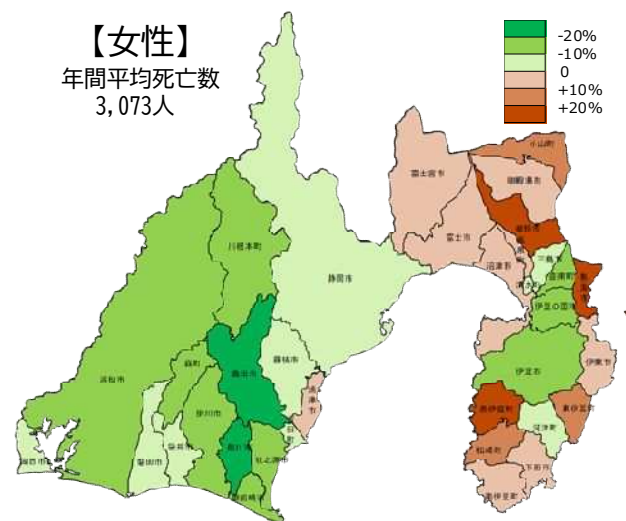 【女性】
年間平均死亡数
3,073人
-20%
-10%
0
+10%
+20%
小山町
御殿場市
富士宮市
裾野市
富士市
川根本町
沼津市
三島市
函南町
清水町
熱海市
静岡市
伊豆の国市
藤枝市
島田市
伊東市
伊豆市
森町
浜松市
焼津市
西伊豆町
東伊豆町
掛川市
河津町
菊川市
牧之原市
松崎町
袋井市
磐田市
湖西市
下田市
御前崎市
南伊豆町